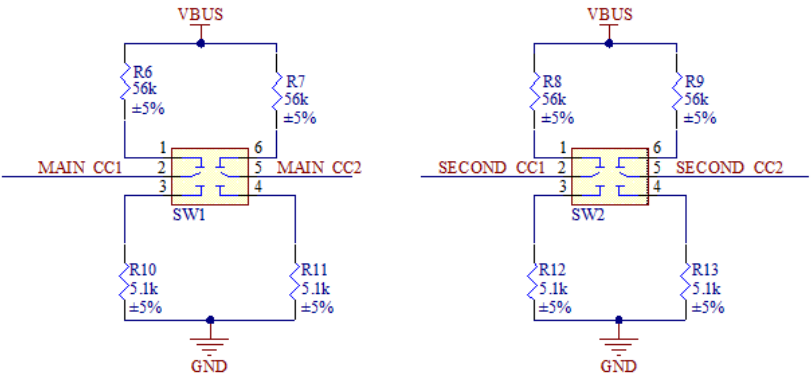 VBUS
R6
56k
±5%
R7
56k
±5%
1
2
3
6
5
4
MAIN CC1
MAIN CC2
SW1
R10
5.1k
±5%
R11
5.1k
±5%
GND
VBUS
R8
56k
±5%
R9
56k
±5%
1
2
3
6
5
4
SECOND CC1
SECOND CC2
SW2
R12
5.1k
±5%
R13
5.1k
±5%
GND